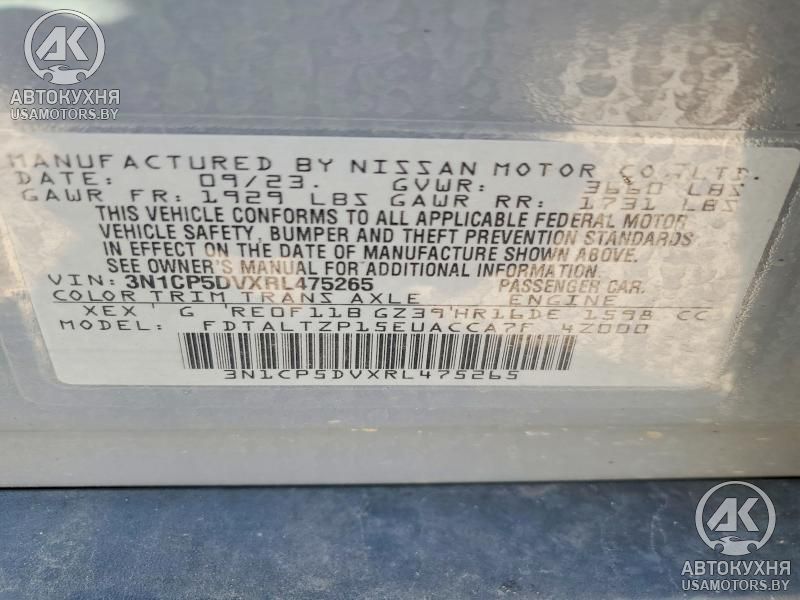 AK
АВТОКУХНЯ
USAMOTORS.BY
MANUFACTURED BY NISSAN MOTOR CO.,LTD.
DATE: 09/23. GVWR: 3660 LBS
GAWR FR: 1929 LBS GAWR RR: 1731 LBS
THIS VEHICLE CONFORMS TO ALL APPLICABLE FEDERAL MOTOR
VEHICLE SAFETY, BUMPER AND THEFT PREVENTION STANDARDS
IN EFFECT ON THE DATE OF MANUFACTURE SHOWN ABOVE.
SEE OWNER'S MANUAL FOR ADDITIONAL INFORMATION
VIN: 3N1CP5DVXRL475265 PASSENGER CAR.
COLOR TRIM TRANS AXLE ENGINE
XEX' G 'RE0F11B GZ39'HR16DE 1598 CC
MODEL: FDTALTZP15EUACCA7F 4Z000
3N1CP5DVXRL475265
AK
АВТОКУХНЯ
USAMOTORS.BY